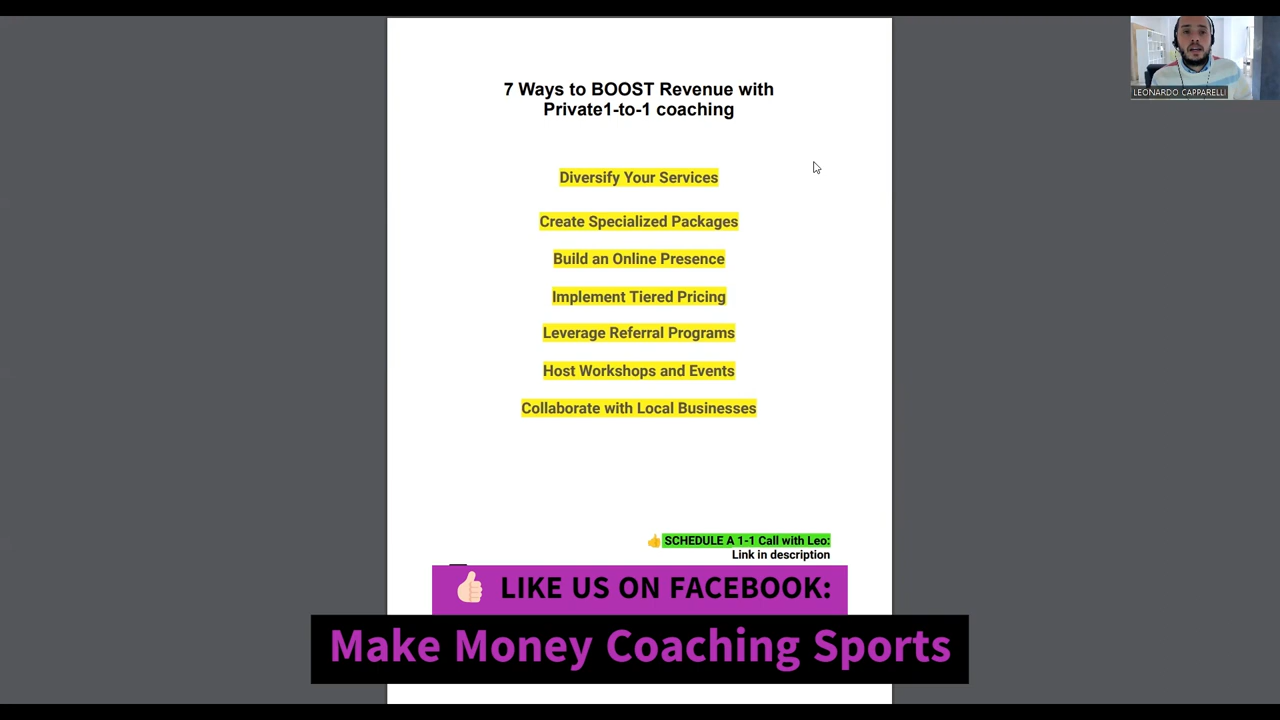 7 Ways to BOOST Revenue with
Private1-to-1 coaching
LEONARDO CAPPARELLI
Diversify Your Services
Create Specialized Packages
Build an Online Presence
Implement Tiered Pricing
Leverage Referral Programs
Host Workshops and Events
Collaborate with Local Businesses
👍 SCHEDULE A 1-1 Call with Leo:
Link in description
👍🏻 LIKE US ON FACEBOOK:
Make Money Coaching Sports